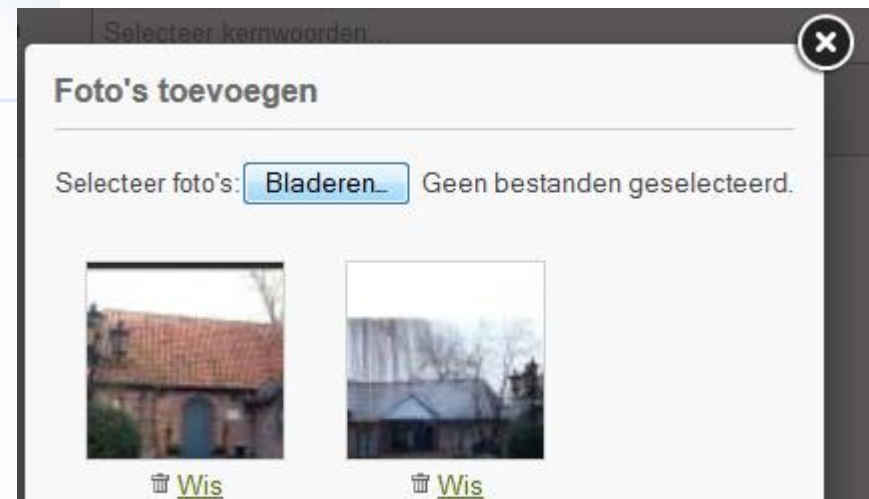 Selecteer kernwoorden...
Foto's toevoegen
Selecteer foto's: Bladeren... Geen bestanden geselecteerd.
Wis Wis